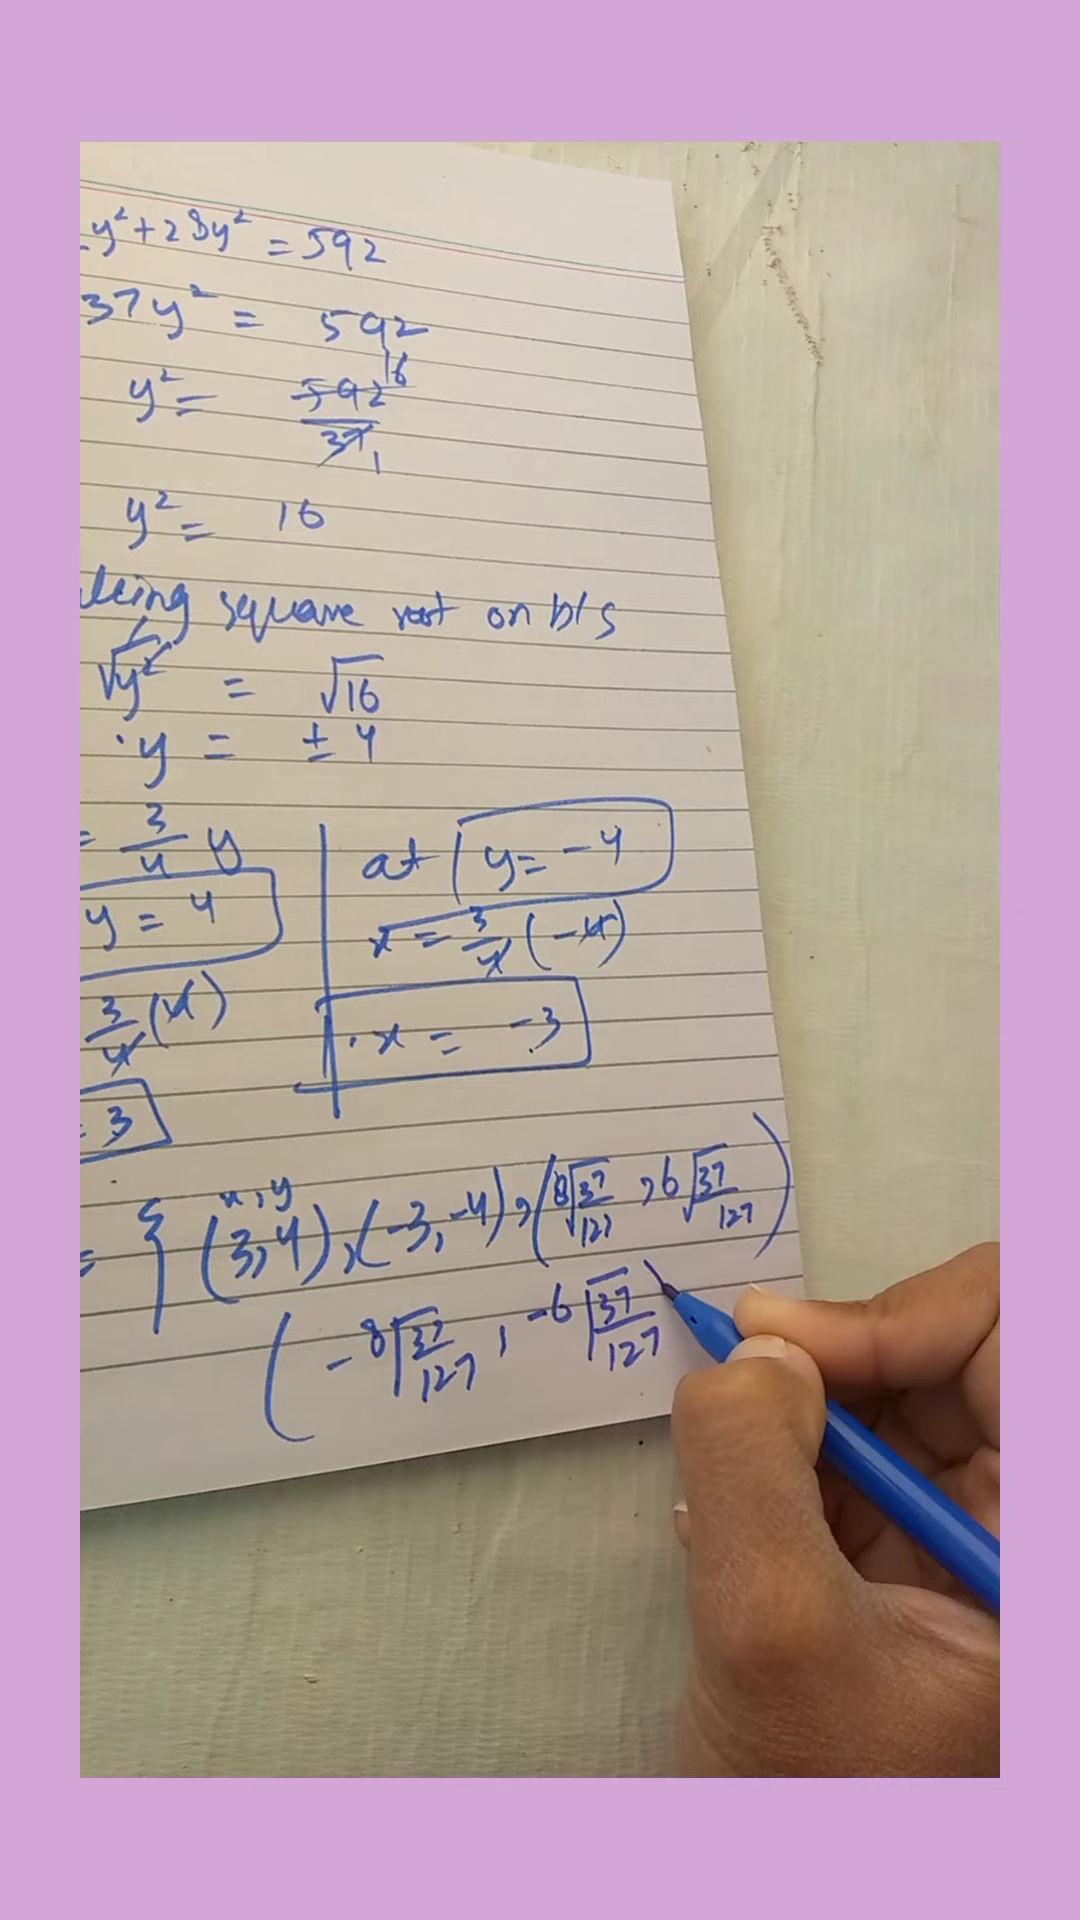 y² + 28y² = 592
37y² = 592
y² = 592 16 / 37 1
y² = 16
square root on b/s
√y² = √16
. y = ± 4
= 3/4 y
y = 4
3/4 (4)
= 3
at y = -4
x = 3/4 (-4)
. x = -3
x, y
= { (3,4), (-3,-4), (8√37/127, 6√37/127)
( -8√37/127, -6√37/127